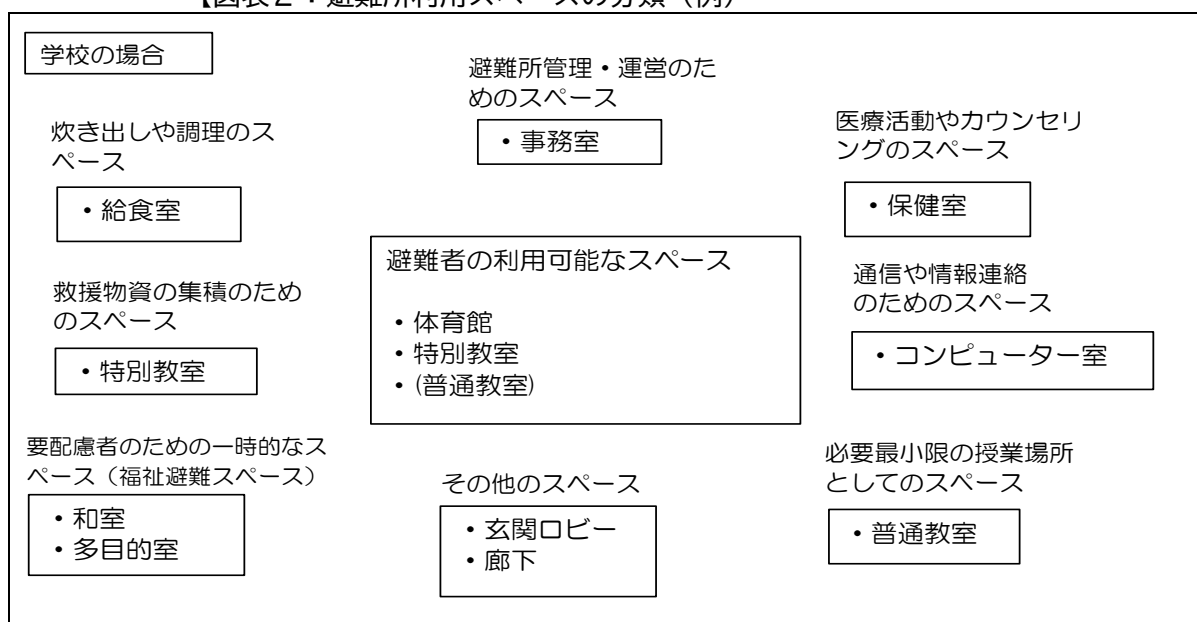 【図表２：避難所利用スペースの分類（例）
学校の場合
避難所管理・運営のた
めのスペース
・事務室
炊き出しや調理のス
ペース
・給食室
医療活動やカウンセリ
ングのスペース
・保健室
避難者の利用可能なスペース
・体育館
・特別教室
・(普通教室)
救援物資の集積のため
のスペース
・特別教室
通信や情報連絡
のためのスペース
・コンピューター室
要配慮者のための一時的なス
ペース（福祉避難スペース）
・和室
・多目的室
その他のスペース
・玄関ロビー
・廊下
必要最小限の授業場所
としてのスペース
・普通教室